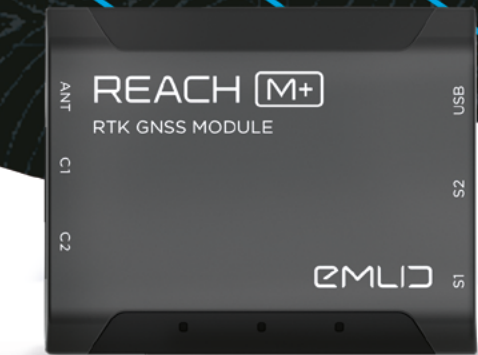 REACH M+
RTK GNSS MODULE
ANT
C1
C2
USB
S2
S1
EMLID